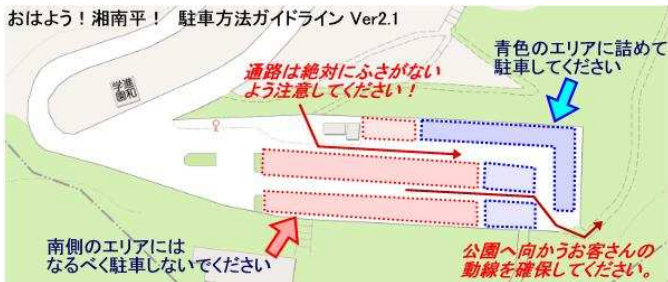 おはよう！湘南平！ 駐車方法ガイドライン Ver2.1
青色のエリアに詰めて
駐車してください
通路は絶対にふさがない
よう注意してください！
南側のエリアには
なるべく駐車しないでください
公園へ向かうお客さんの
動線を確保してください。